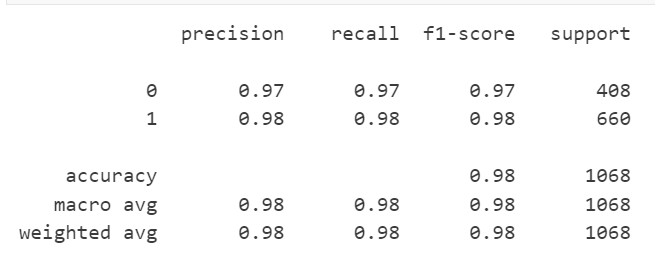 precision recall f1-score support
0 0.97 0.97 0.97 408
1 0.98 0.98 0.98 660
accuracy 0.98 1068
macro avg 0.98 0.98 0.98 1068
weighted avg 0.98 0.98 0.98 1068